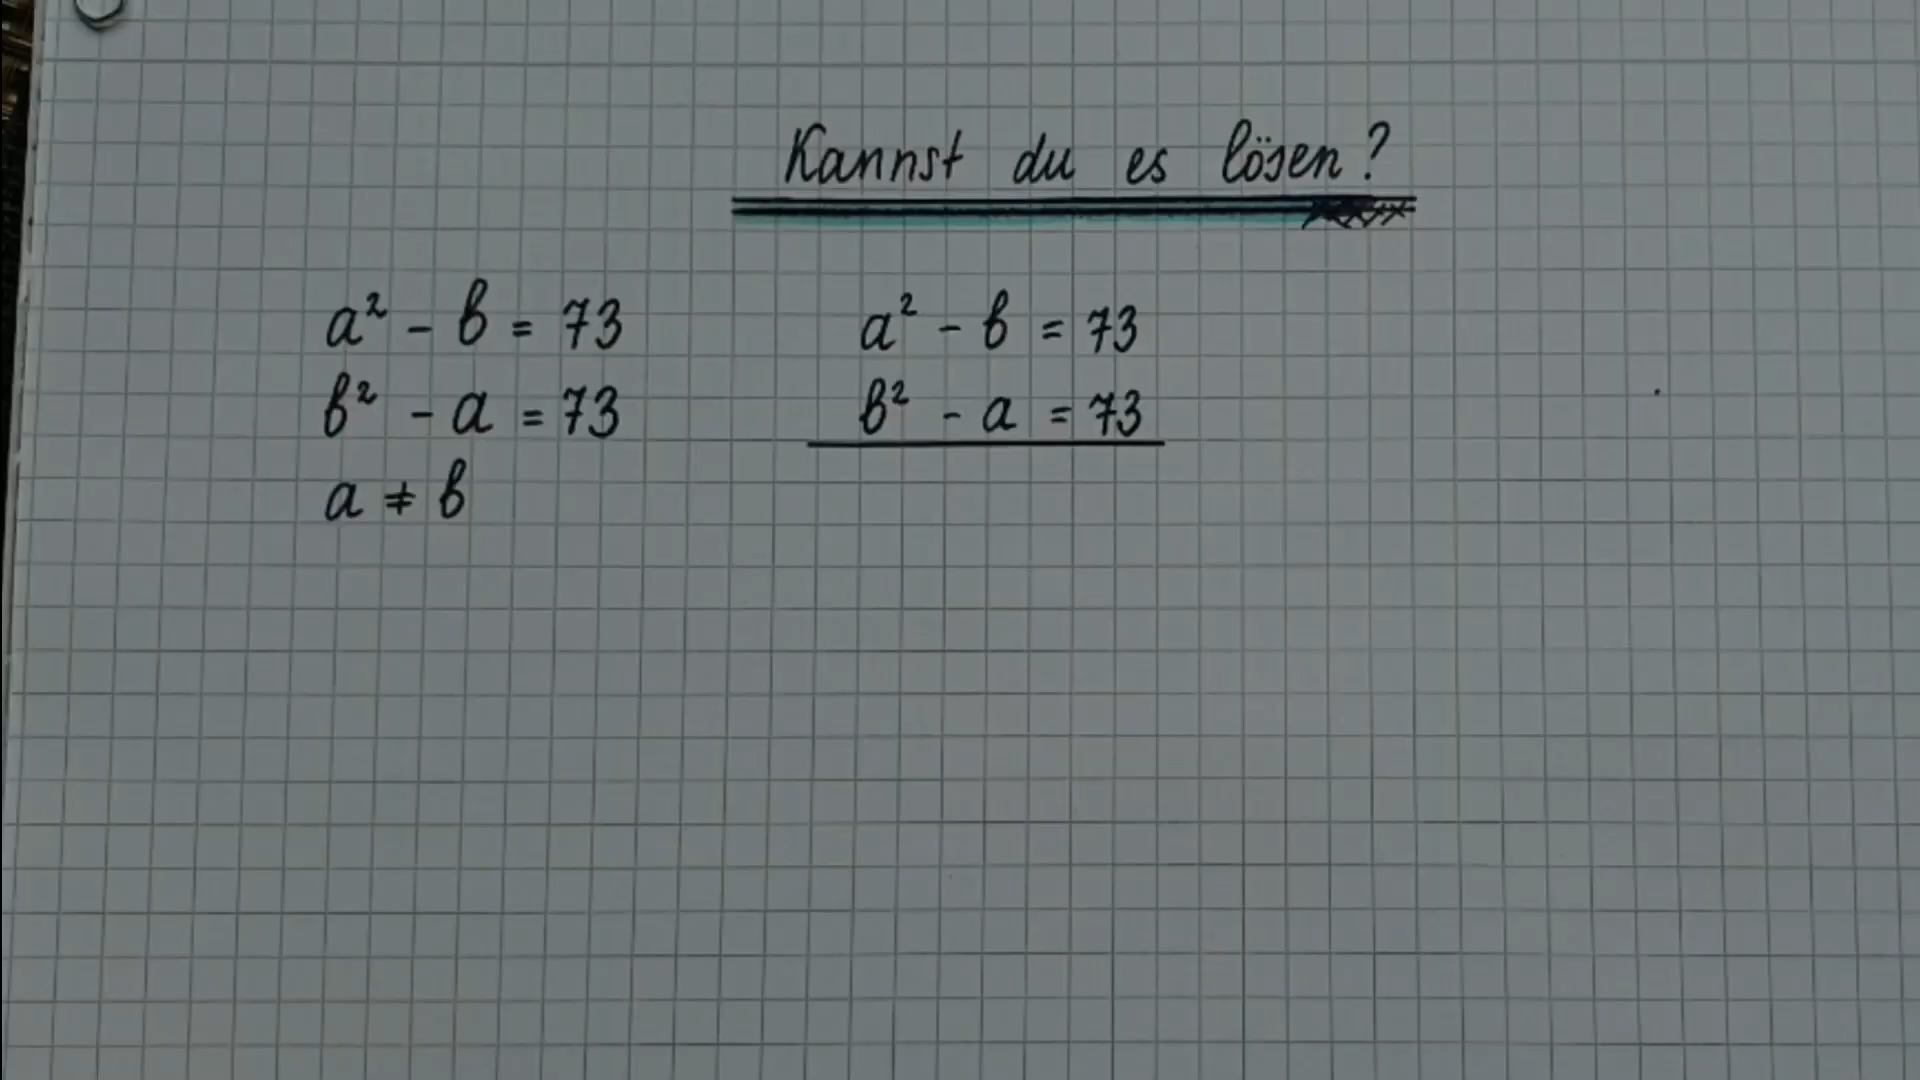 Kannst du es lösen?
a² - b = 73
b² - a = 73
a ≠ b
a² - b = 73
b² - a = 73